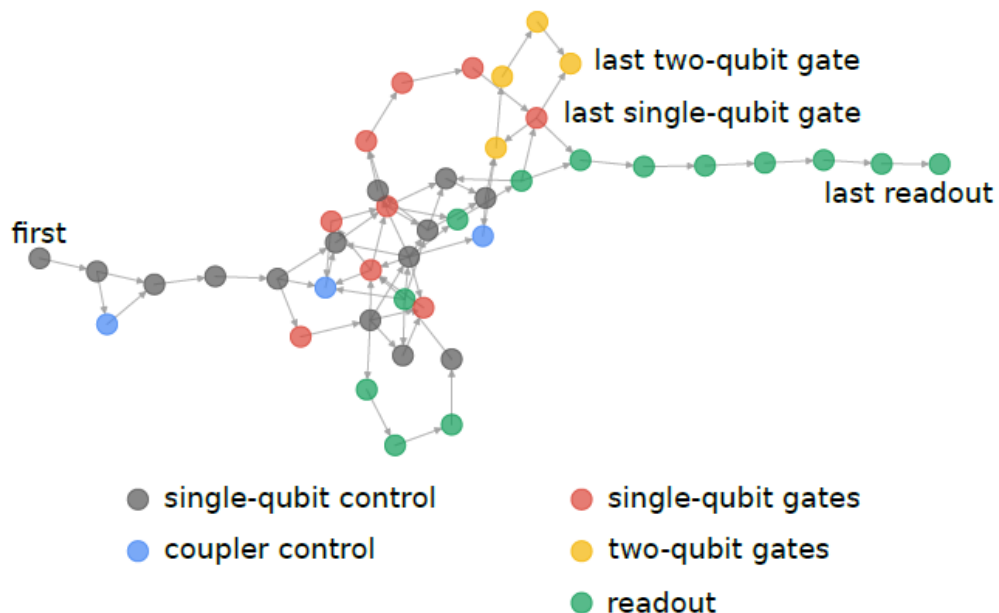 last two-qubit gate
last single-qubit gate
last readout
first
single-qubit control
single-qubit gates
coupler control
two-qubit gates
readout